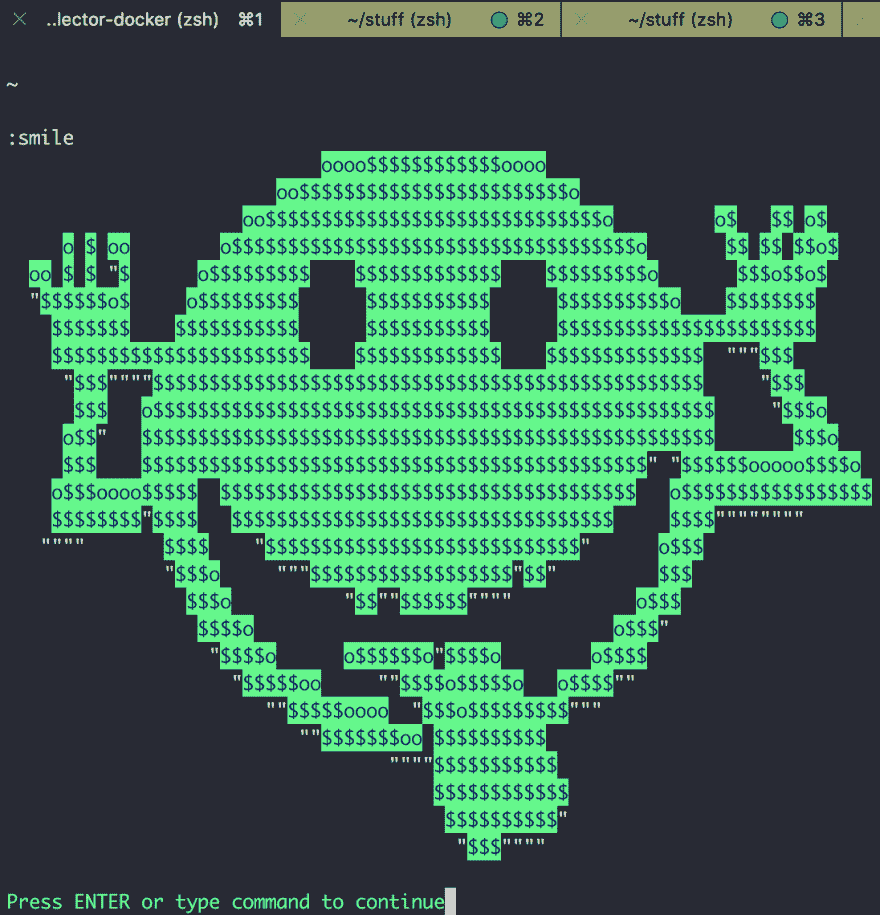 ..lector-docker (zsh) ⌘1 ~/stuff (zsh) ⌘2 ~/stuff (zsh) ⌘3
~
:smile
                            oooo$$$$$$$$$$$$oooo
                        oo$$$$$$$$$$$$$$$$$$$$$$$$o
                     oo$$$$$$$$$$$$$$$$$$$$$$$$$$$$$$o         o$   $$ o$
     o $ oo        o$$$$$$$$$$$$$$$$$$$$$$$$$$$$$$$$$$$$o       $$ $$ $$o$
  oo $ $ "$      o$$$$$$$$$    $$$$$$$$$$$$$    $$$$$$$$$o       $$$o$$o$
  "$$$$$$o$     o$$$$$$$$$      $$$$$$$$$$$      $$$$$$$$$$o    $$$$$$$$
    $$$$$$$    $$$$$$$$$$$      $$$$$$$$$$$      $$$$$$$$$$$$$$$$$$$$$$$
    $$$$$$$$$$$$$$$$$$$$$$$    $$$$$$$$$$$$$    $$$$$$$$$$$$$$  """$$$
     "$$$""""$$$$$$$$$$$$$$$$$$$$$$$$$$$$$$$$$$$$$$$$$$$$$$$$$     "$$$
      $$$   o$$$$$$$$$$$$$$$$$$$$$$$$$$$$$$$$$$$$$$$$$$$$$$$$$$     "$$$o
     o$$"   $$$$$$$$$$$$$$$$$$$$$$$$$$$$$$$$$$$$$$$$$$$$$$$$$$$       $$$o
     $$$    $$$$$$$$$$$$$$$$$$$$$$$$$$$$$$$$$$$$$$$$$$$$$" "$$$$$$ooooo$$$$o
    o$$$oooo$$$$$  $$$$$$$$$$$$$$$$$$$$$$$$$$$$$$$$$$$$$   o$$$$$$$$$$$$$$$$$
    $$$$$$$$"$$$$   $$$$$$$$$$$$$$$$$$$$$$$$$$$$$$$$$$     $$$$""""""""
   """"       $$$$    "$$$$$$$$$$$$$$$$$$$$$$$$$$$$"      o$$$
              "$$$o     """$$$$$$$$$$$$$$$$$$"$$"         $$$
                $$$o          "$$""$$$$$$""""           o$$$
                 $$$$o                                o$$$"
                  "$$$$o      o$$$$$$o"$$$$o        o$$$$
                    "$$$$$oo     ""$$$$o$$$$$o   o$$$$""
                       ""$$$$$oooo  "$$$o$$$$$$$$$"""
                          ""$$$$$$$oo $$$$$$$$$$
                                  """"$$$$$$$$$$$
                                      $$$$$$$$$$$$
                                       $$$$$$$$$$"
                                        "$$$""""
Press ENTER or type command to continue